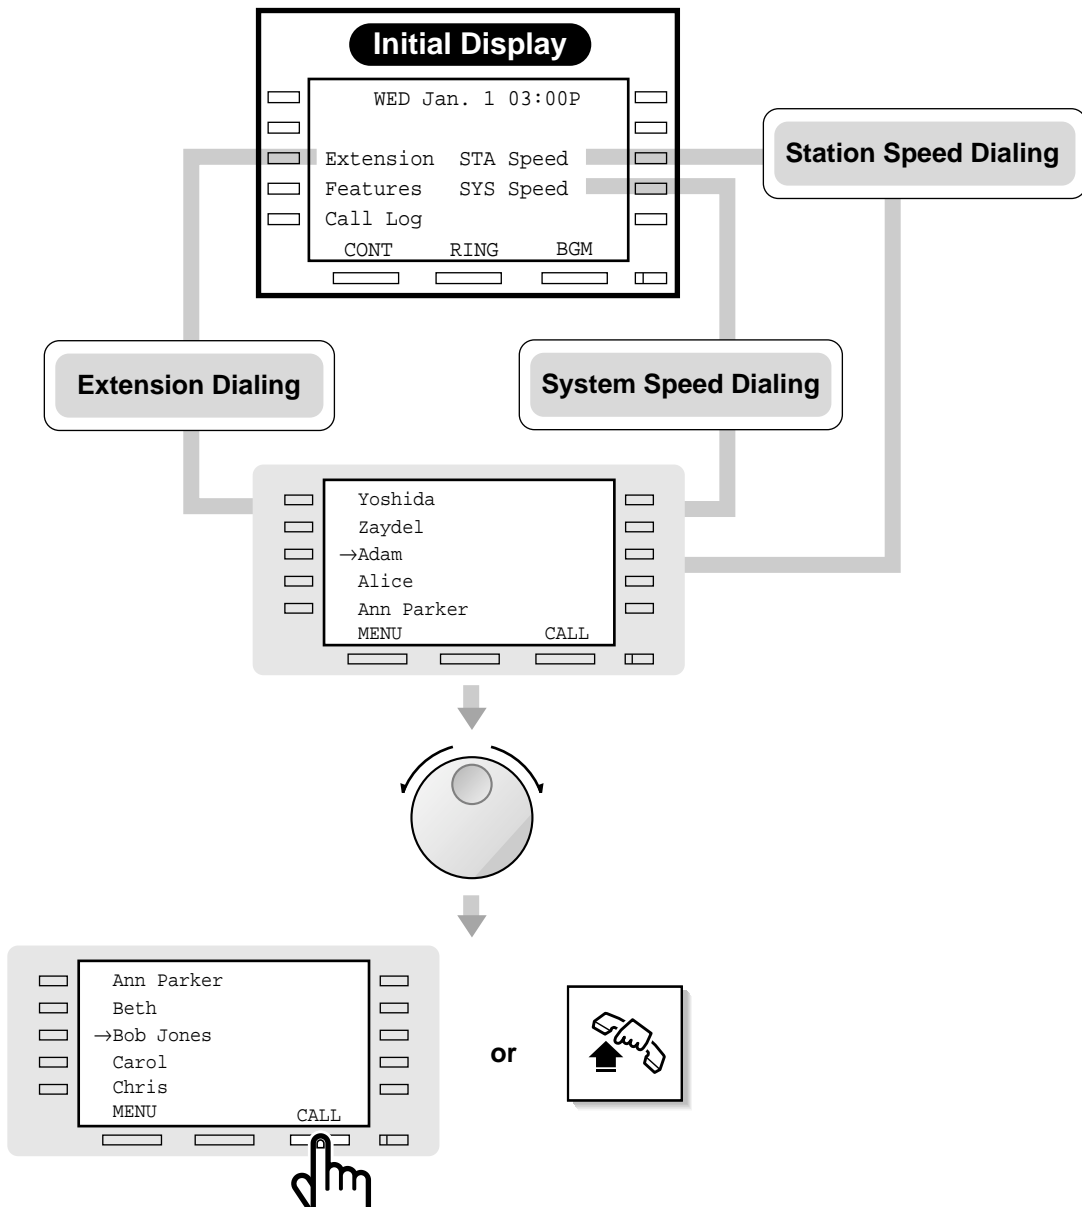 Initial Display
WED Jan. 1 03:00P
Extension STA Speed
Features SYS Speed
Call Log
CONT RING BGM
Station Speed Dialing
Extension Dialing
System Speed Dialing
Yoshida
Zaydel
→Adam
Alice
Ann Parker
MENU CALL
Ann Parker
Beth
→Bob Jones
Carol
Chris
MENU CALL
or